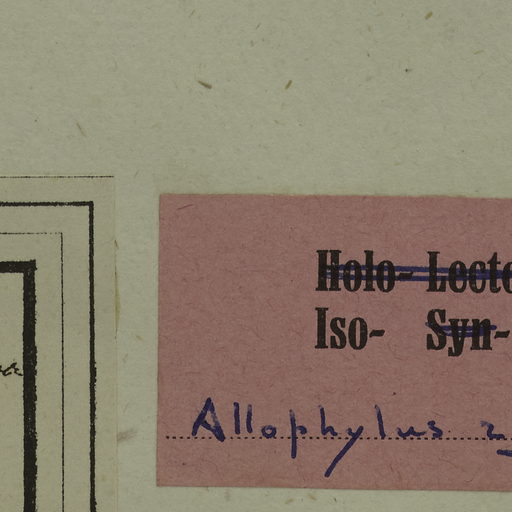 Holo- Lecto
Iso- Syn-
Allophylus